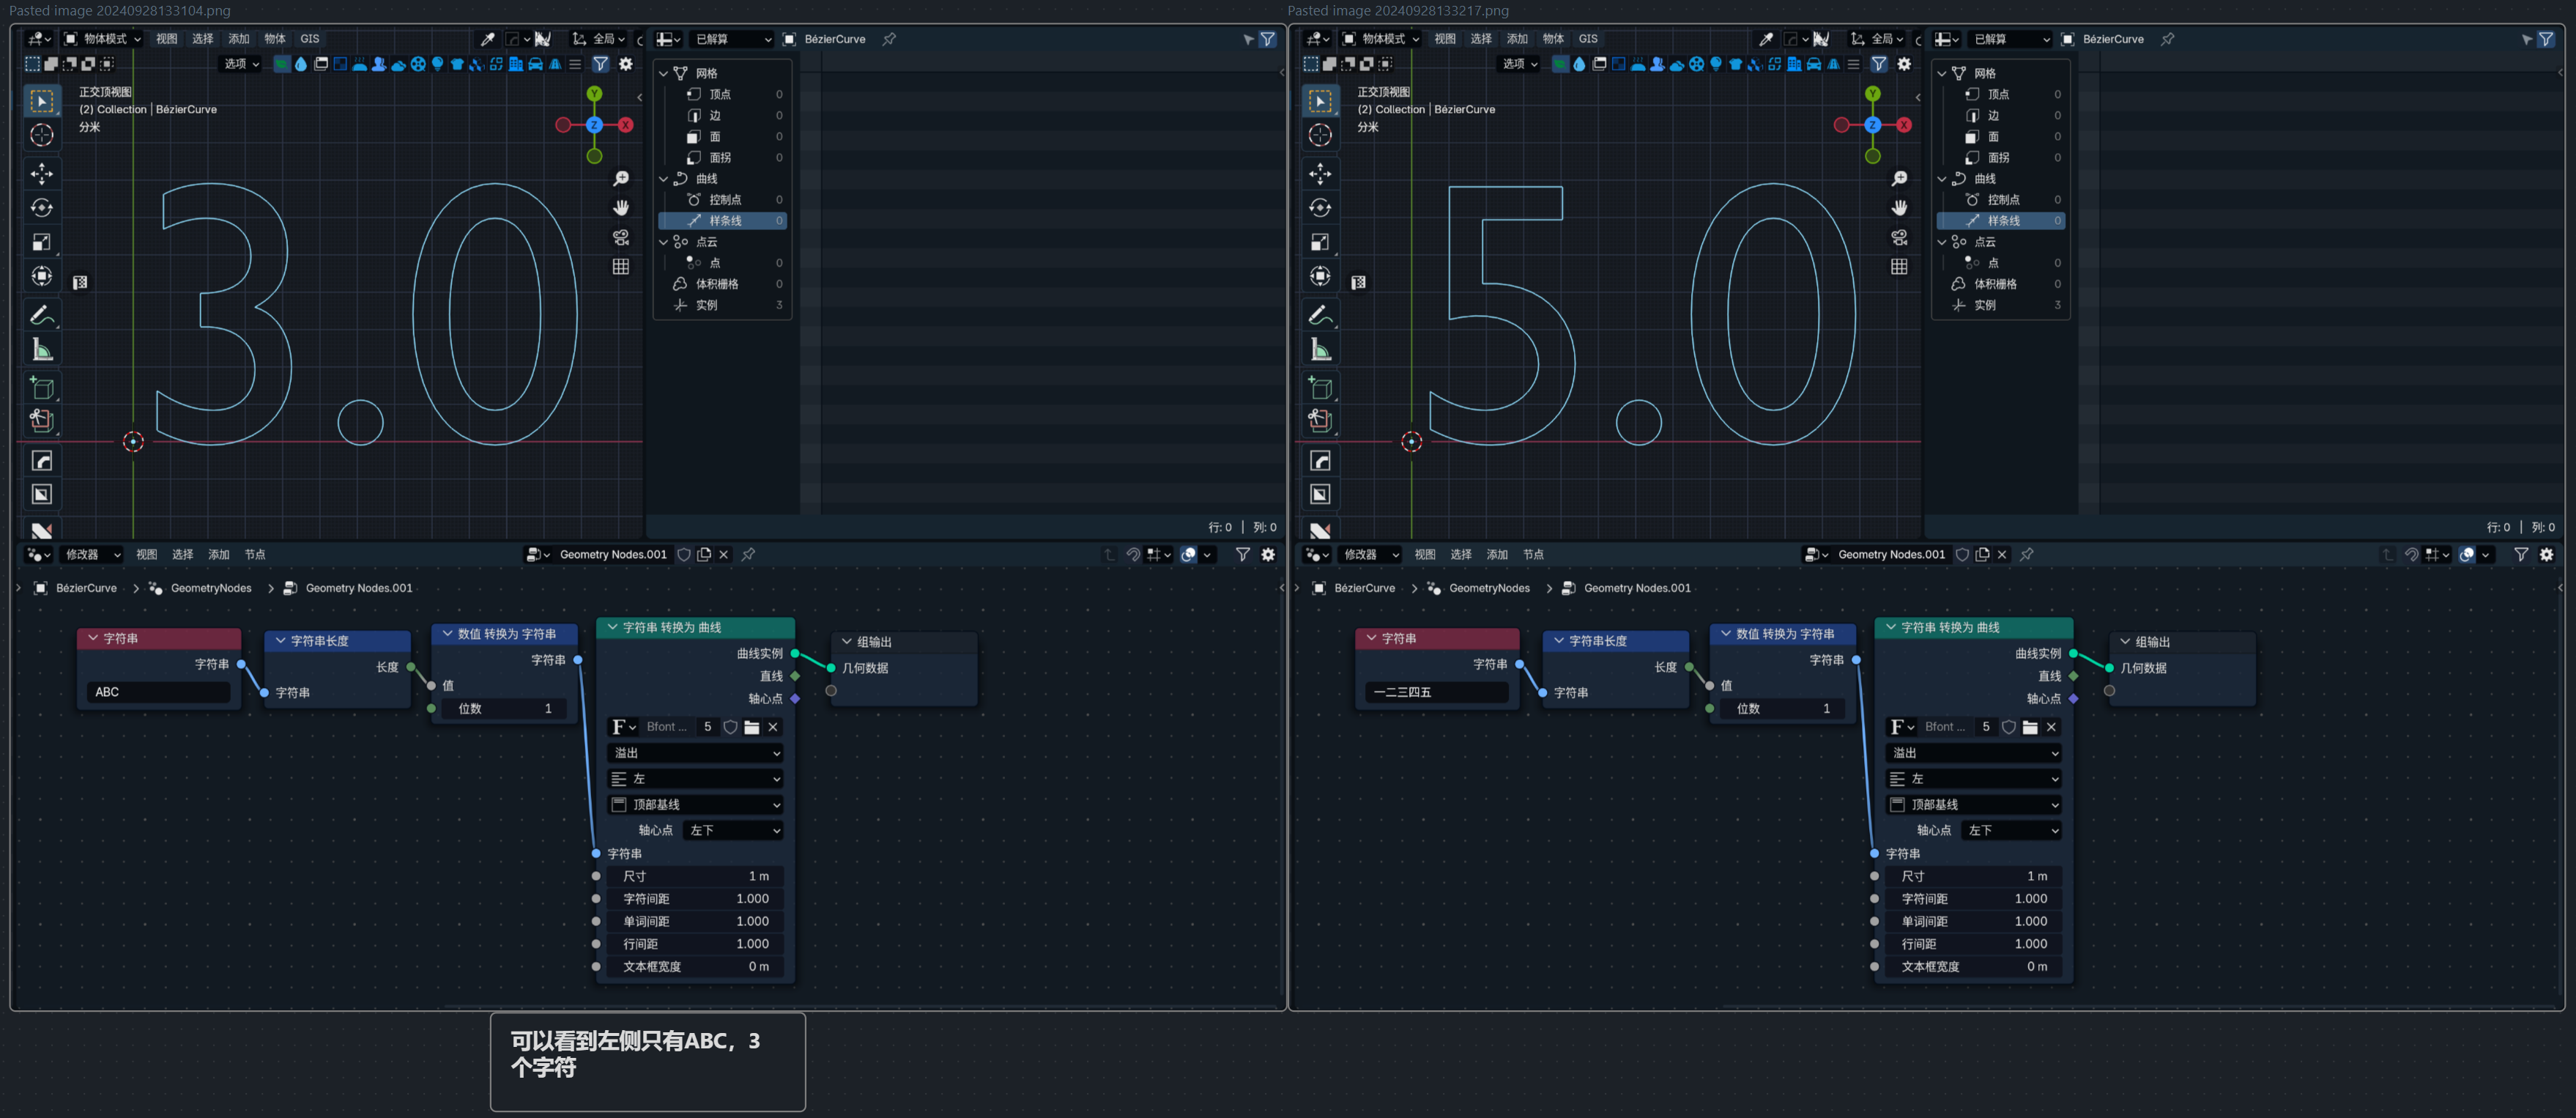 Pasted image 20240928133104.png
物体模式 视图 选择 添加 物体 GIS 全局
选项
正交顶视图
(2) Collection | BézierCurve
分米
Y
Z X
3.0
已解算 BézierCurve
网格
顶点 0
边 0
面 0
面拐 0
曲线
控制点 0
样条线 0
点云
点 0
体积栅格 0
实例 3
行: 0 | 列: 0
修改器 视图 选择 添加 节点 Geometry Nodes.001
BézierCurve > GeometryNodes > Geometry Nodes.001
字符串
字符串
ABC
字符串长度
长度
字符串
数值 转换为 字符串
字符串
值
位数 1
字符串 转换为 曲线
曲线实例
直线
轴心点
F Bfont ... 5
溢出
左
顶部基线
轴心点 左下
字符串
尺寸 1 m
字符间距 1.000
单词间距 1.000
行间距 1.000
文本框宽度 0 m
组输出
几何数据
可以看到左侧只有ABC，3
个字符
Pasted image 20240928133217.png
物体模式 视图 选择 添加 物体 GIS 全局
选项
正交顶视图
(2) Collection | BézierCurve
分米
Y
Z X
5.0
已解算 BézierCurve
网格
顶点 0
边 0
面 0
面拐 0
曲线
控制点 0
样条线 0
点云
点 0
体积栅格 0
实例 3
行: 0 | 列: 0
修改器 视图 选择 添加 节点 Geometry Nodes.001
BézierCurve > GeometryNodes > Geometry Nodes.001
字符串
字符串
一二三四五
字符串长度
长度
字符串
数值 转换为 字符串
字符串
值
位数 1
字符串 转换为 曲线
曲线实例
直线
轴心点
F Bfont ... 5
溢出
左
顶部基线
轴心点 左下
字符串
尺寸 1 m
字符间距 1.000
单词间距 1.000
行间距 1.000
文本框宽度 0 m
组输出
几何数据